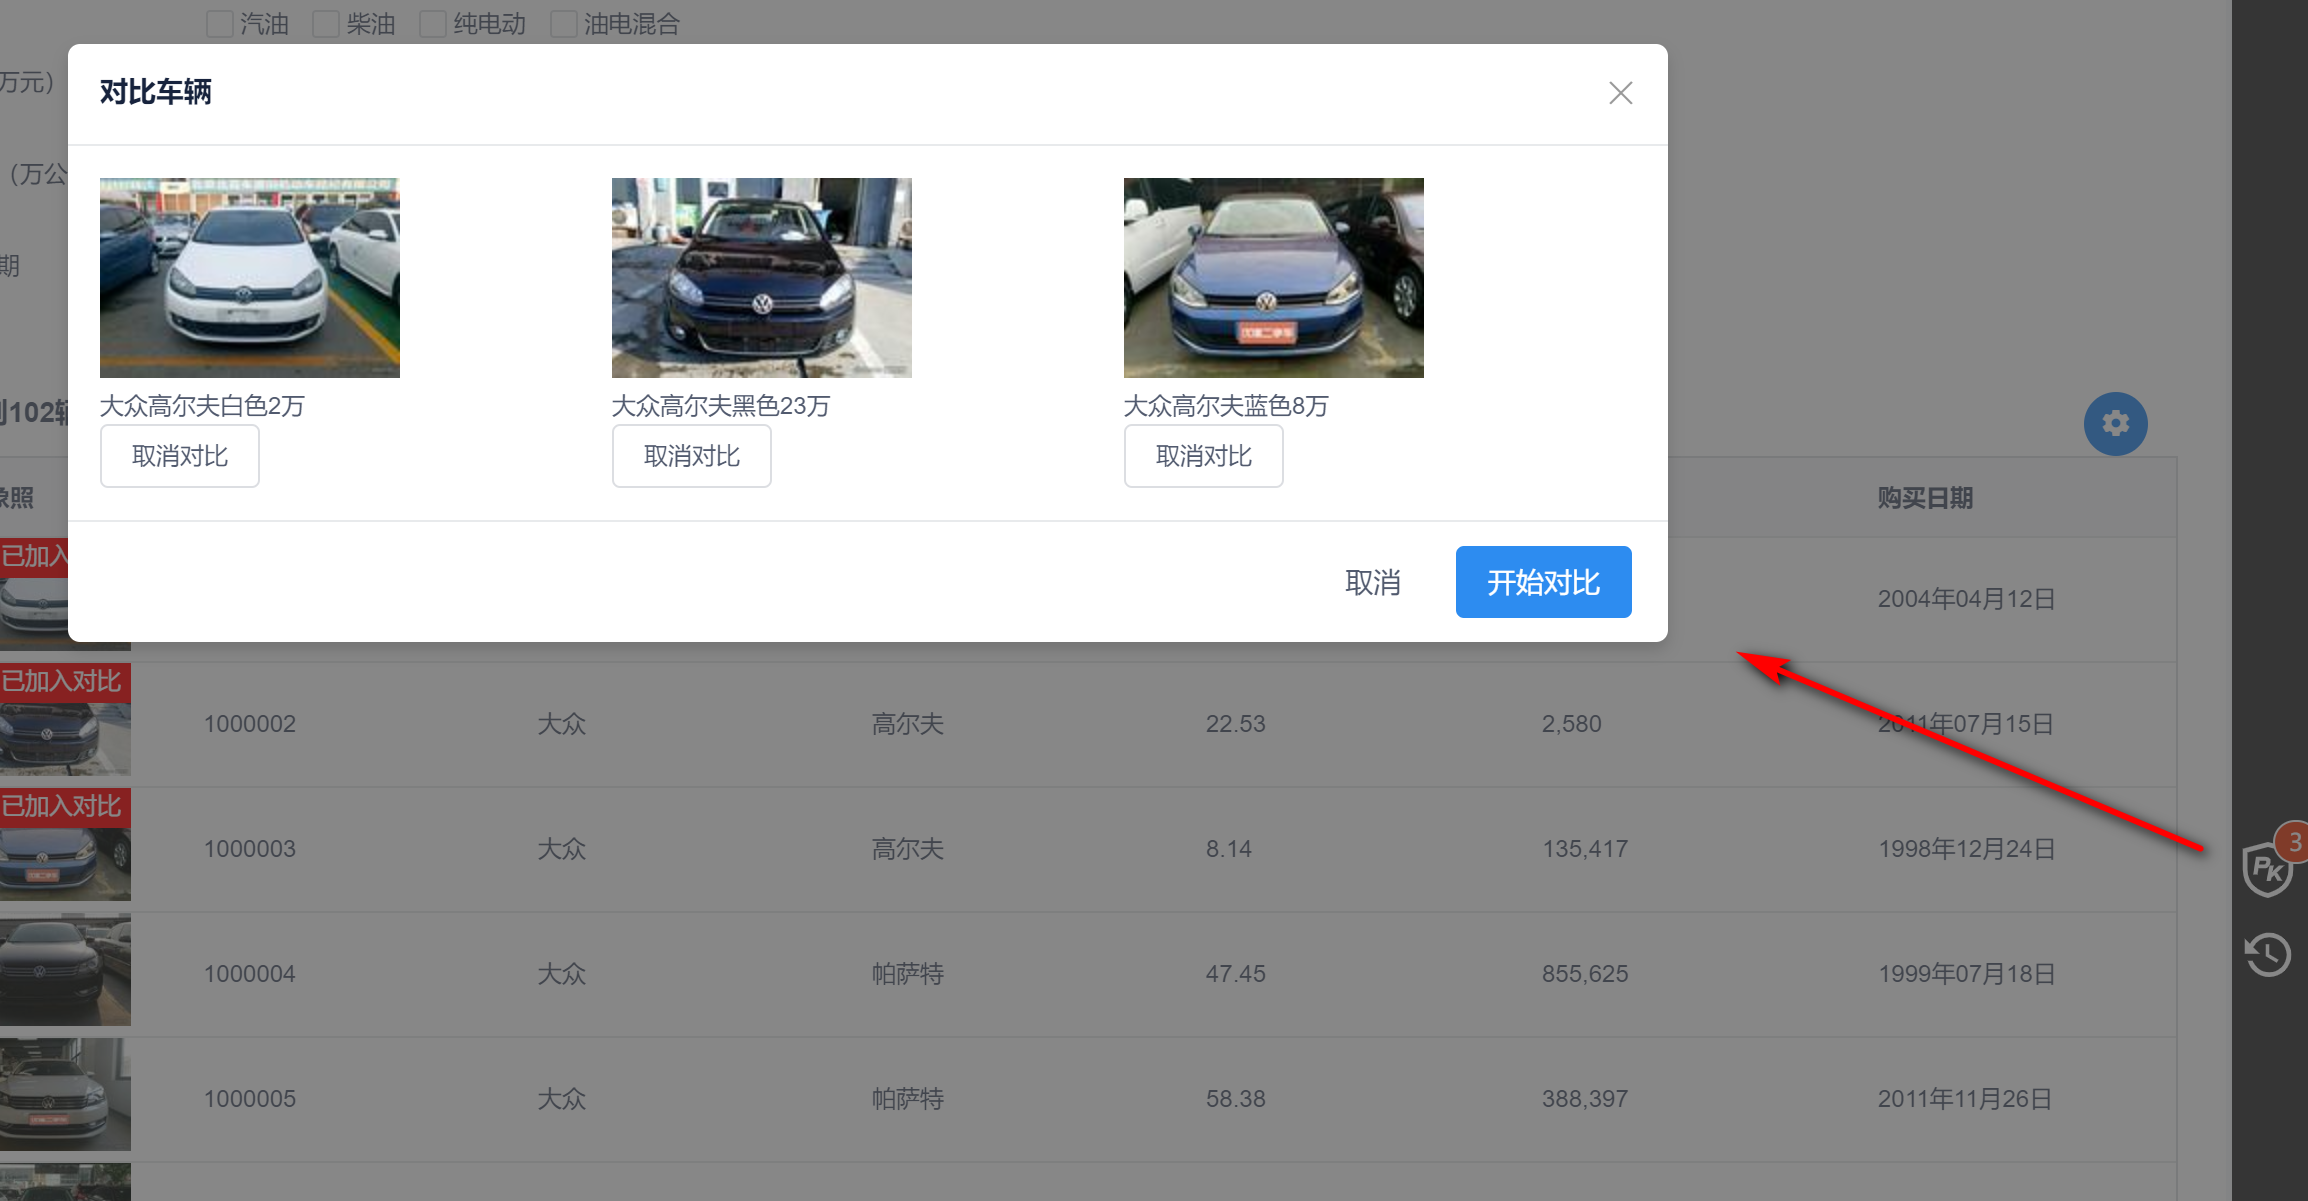 汽油 柴油 纯电动 油电混合
万元）
对比车辆
（万公
期
大众高尔夫白色2万 大众高尔夫黑色23万 大众高尔夫蓝色8万
取消对比 取消对比 取消对比
102
照 购买日期
取消 开始对比
已加入
2004年04月12日
已加入对比
1000002 大众 高尔夫 22.53 2,580 2011年07月15日
已加入对比
1000003 大众 高尔夫 8.14 135,417 1998年12月24日
3
PK
1000004 大众 帕萨特 47.45 855,625 1999年07月18日
1000005 大众 帕萨特 58.38 388,397 2011年11月26日